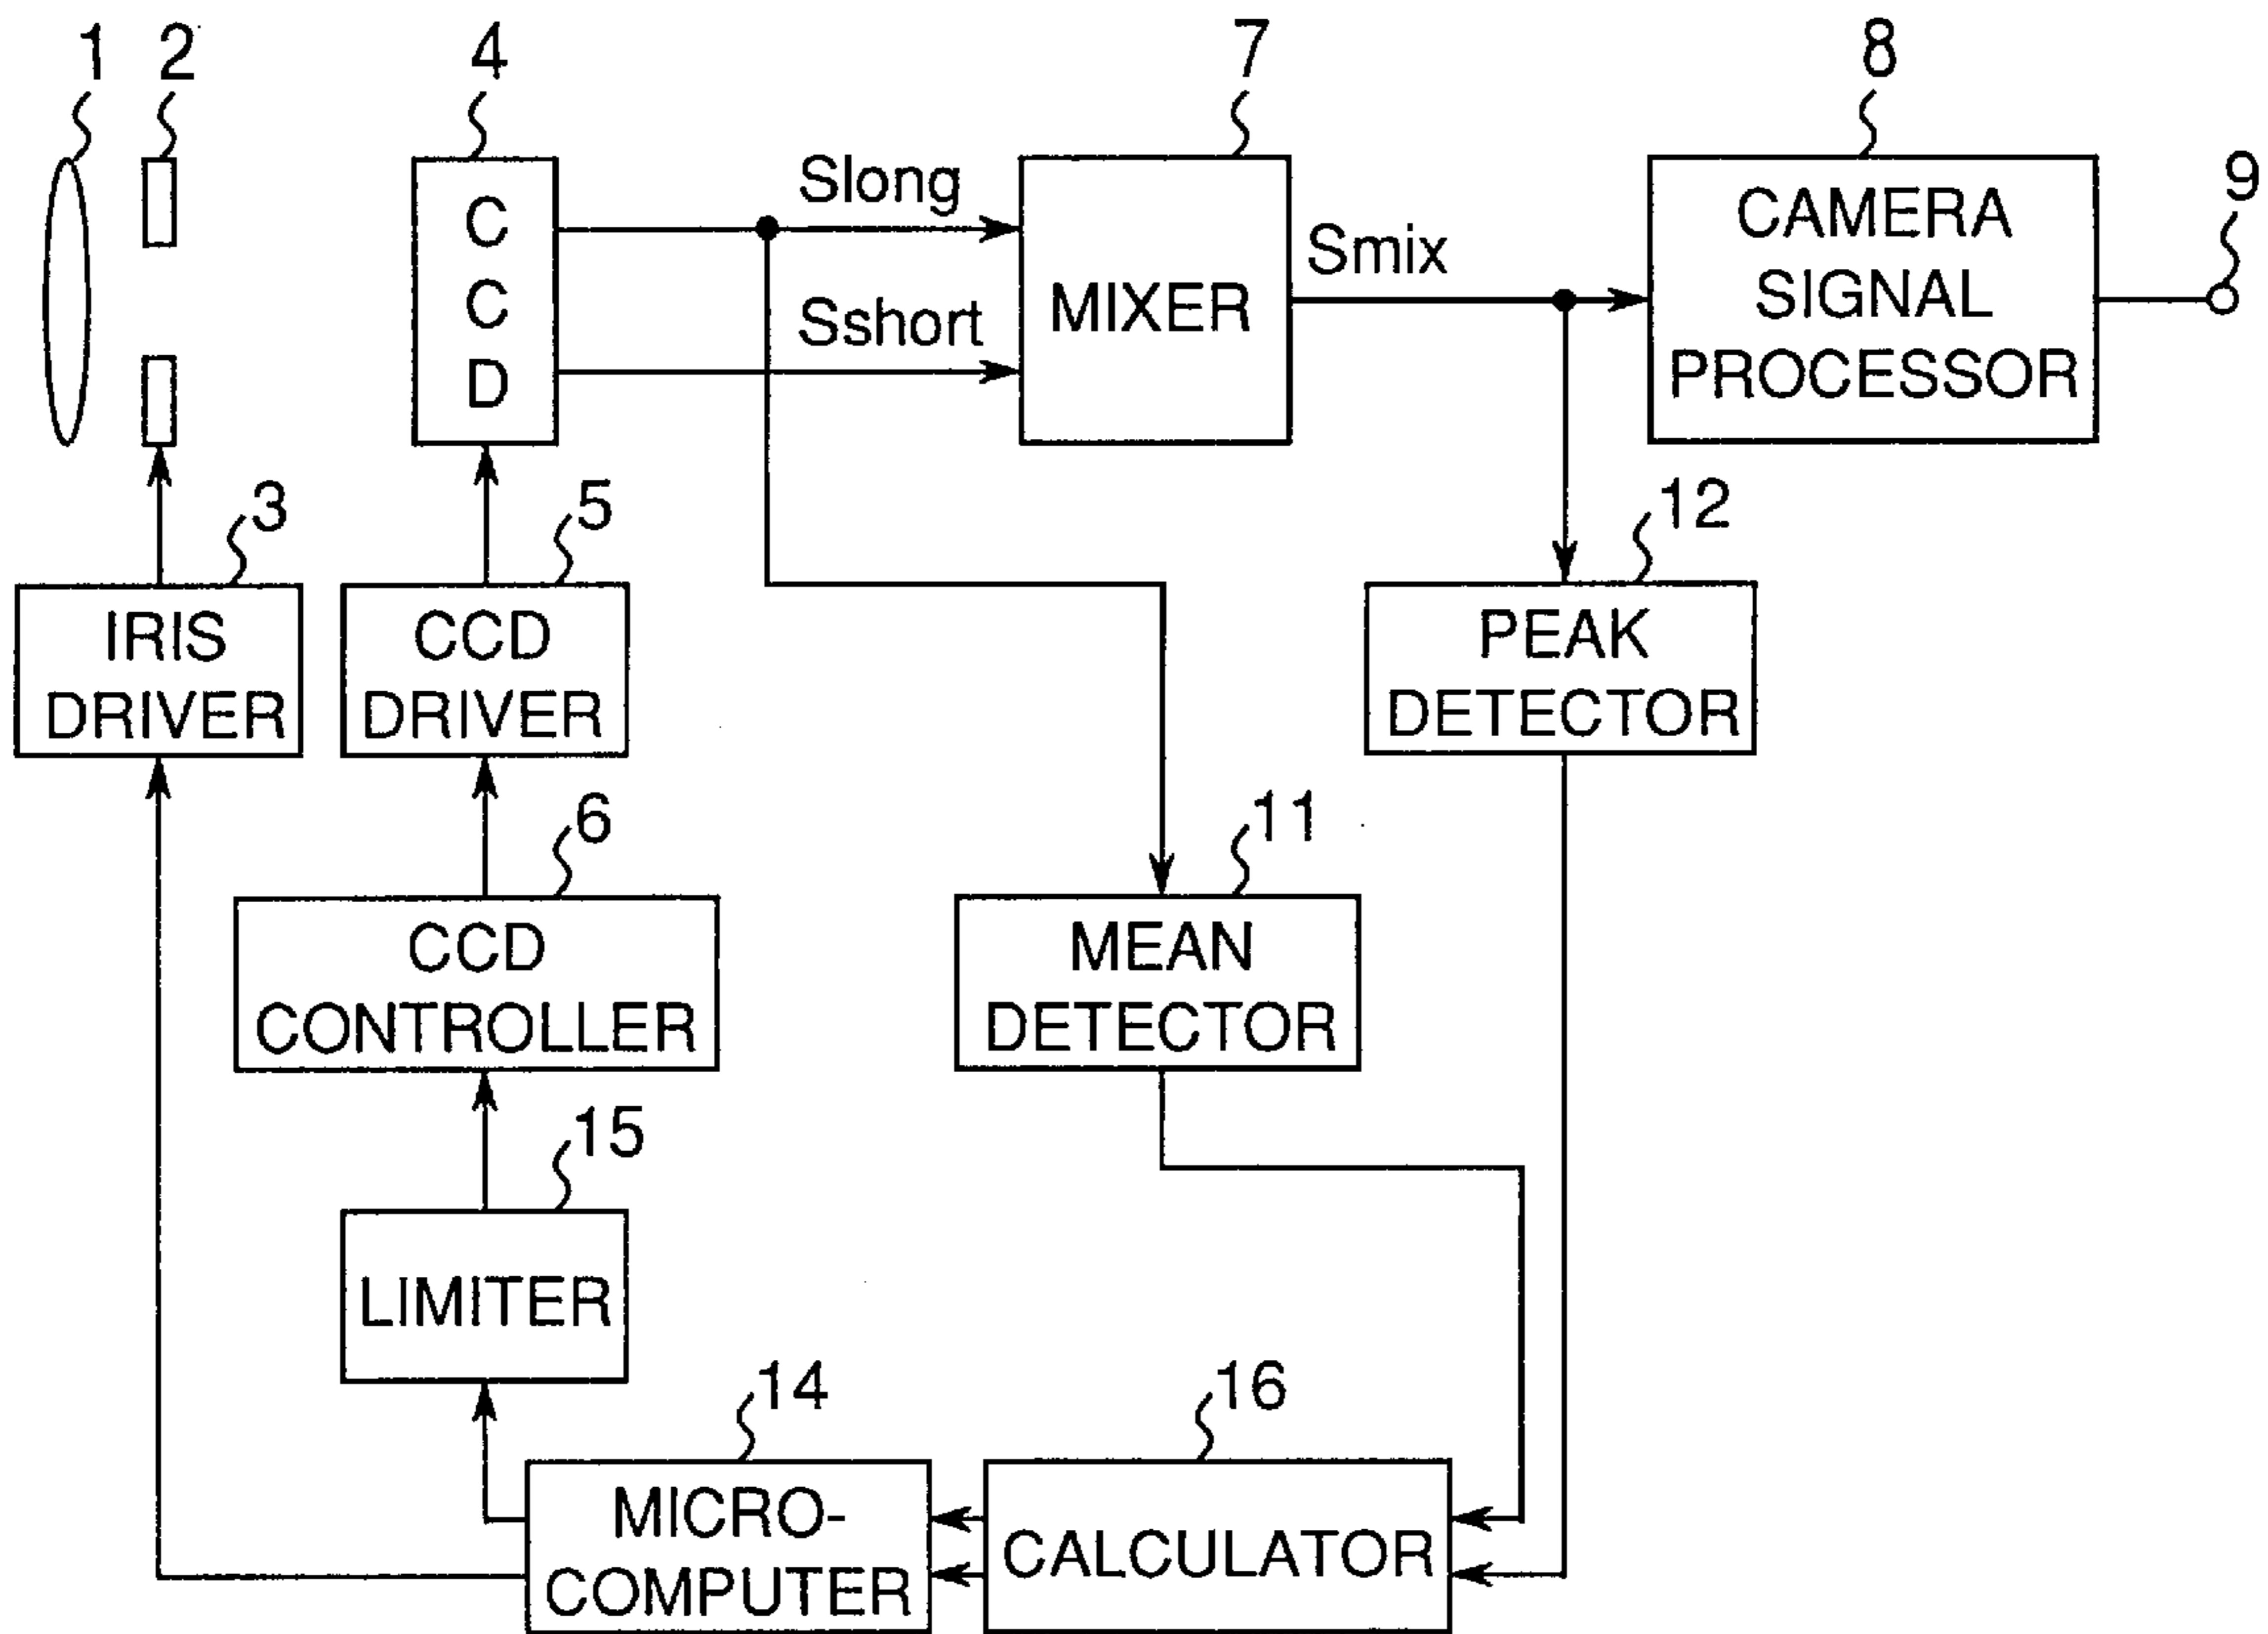 1
2
4
7
8
9
C
C
D
Slong
Sshort
MIXER
Smix
CAMERA
SIGNAL
PROCESSOR
3
5
12
IRIS
DRIVER
CCD
DRIVER
PEAK
DETECTOR
6
11
CCD
CONTROLLER
MEAN
DETECTOR
15
LIMITER
14
16
MICRO-
COMPUTER
CALCULATOR